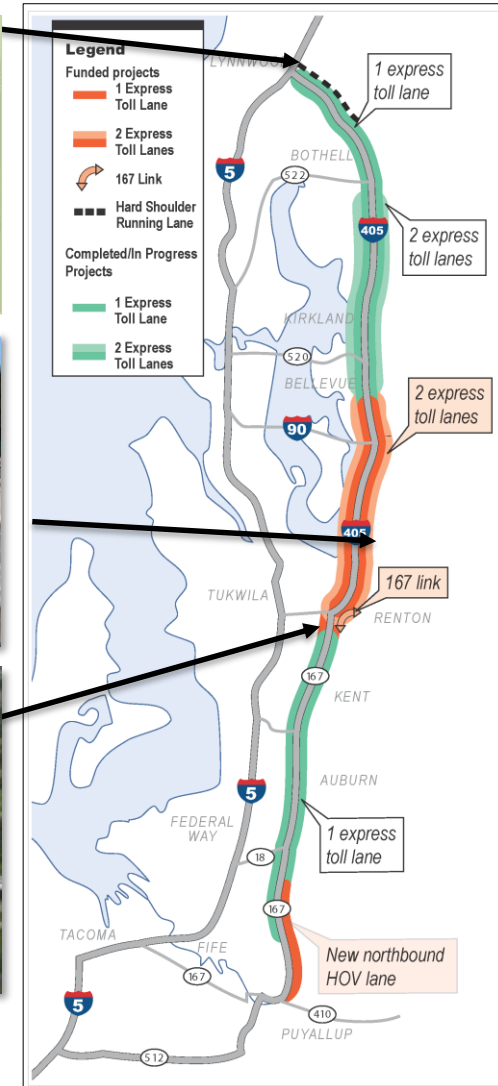 Legend
Funded projects
1 Express
Toll Lane
2 Express
Toll Lanes
167 Link
Hard Shoulder
Running Lane
Completed/In Progress
Projects
1 Express
Toll Lane
2 Express
Toll Lanes
1 express
toll lane
BOTHELL
5
522
405
2 express
toll lanes
KIRKLAND
520
BELLEVUE
90
2 express
toll lanes
405
167 link
TUKWILA
RENTON
167
KENT
5
AUBURN
FEDERAL
WAY
1 express
toll lane
18
167
TACOMA
FIFE
167
New northbound
HOV lane
5
410
PUYALLUP
512